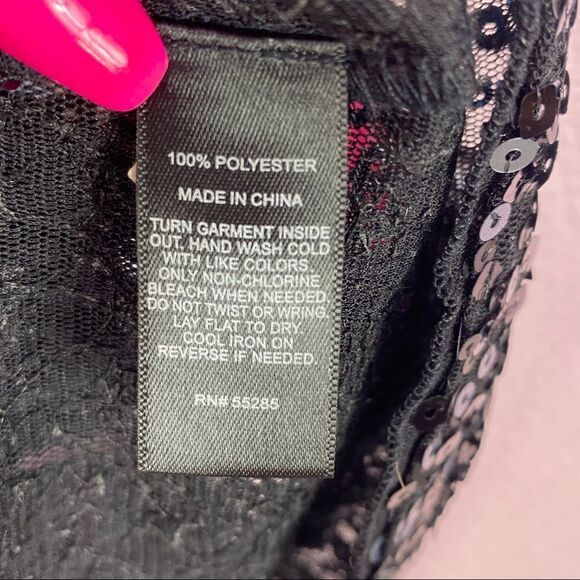 100% POLYESTER
MADE IN CHINA
TURN GARMENT INSIDE
OUT. HAND WASH COLD
WITH LIKE COLORS.
ONLY NON-CHLORINE
BLEACH WHEN NEEDED.
DO NOT TWIST OR WRING.
LAY FLAT TO DRY.
COOL IRON ON
REVERSE IF NEEDED.
RN# 55285